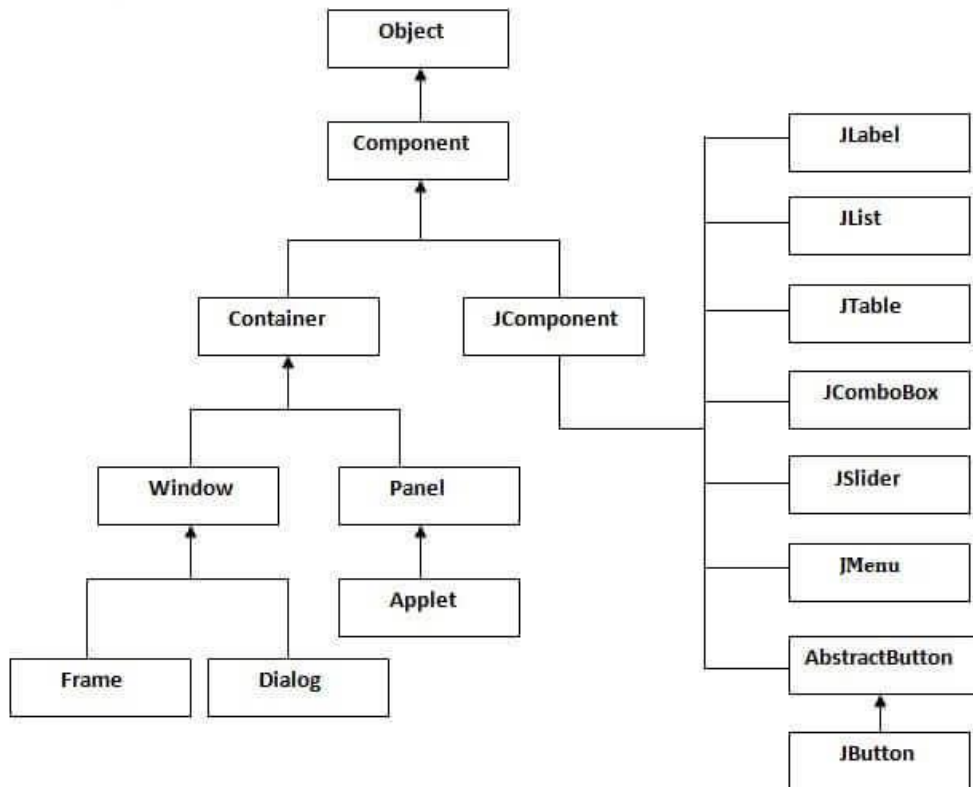 Object
Component
Container
JComponent
Window
Panel
Applet
Frame
Dialog
JLabel
JList
JTable
JComboBox
JSlider
JMenu
AbstractButton
JButton